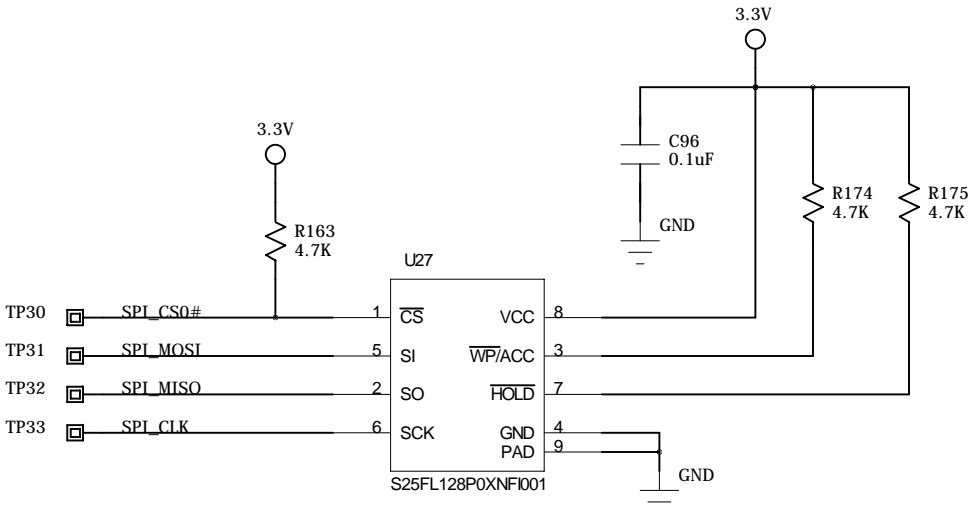 3.3V
3.3V
C96
0.1uF
R174
4.7K
R175
4.7K
GND
R163
4.7K
U27
TP30 SPI_CS0# 1 CS VCC 8
TP31 SPI_MOSI 5 SI WP/ACC 3
TP32 SPI_MISO 2 SO HOLD 7
TP33 SPI_CLK 6 SCK GND 4
PAD 9
GND
S25FL128P0XNFI001